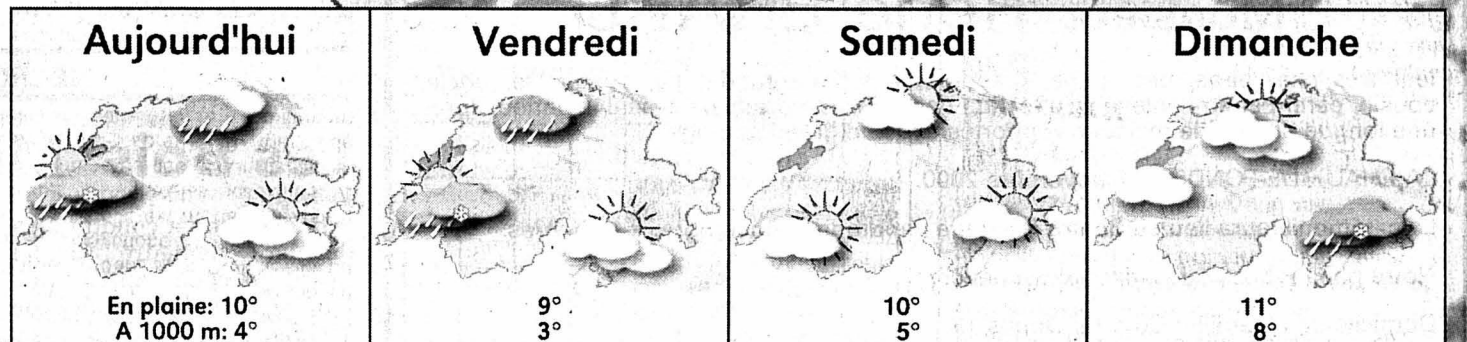 Aujourd'hui
En plaine: 10°
A 1000 m: 4°
Vendredi
9°
3°
Samedi
10°
5°
Dimanche
11°
8°